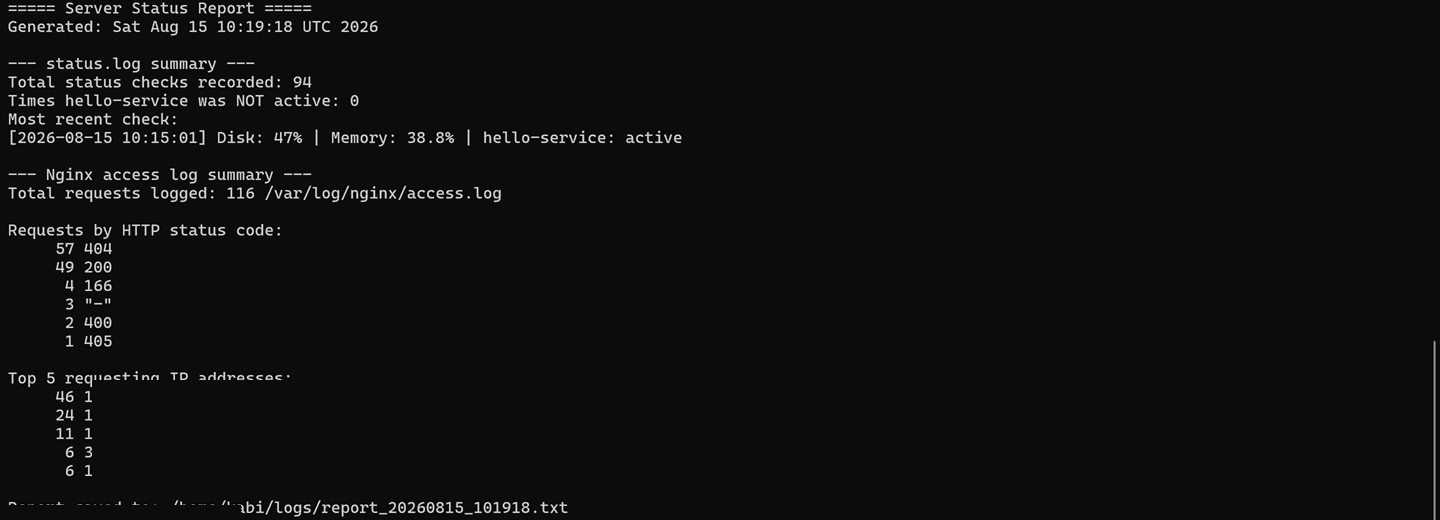 ===== Server Status Report =====
Generated: Sat Aug 15 10:19:18 UTC 2026
--- status.log summary ---
Total status checks recorded: 94
Times hello-service was NOT active: 0
Most recent check:
[2026-08-15 10:15:01] Disk: 47% | Memory: 38.8% | hello-service: active
--- Nginx access log summary ---
Total requests logged: 116 /var/log/nginx/access.log
Requests by HTTP status code:
57 404
49 200
4 166
3 "-"
2 400
1 405
Top 5 requesting IP addresses:
46 1
24 1
11 1
6 3
6 1
abi/logs/report_20260815_101918.txt